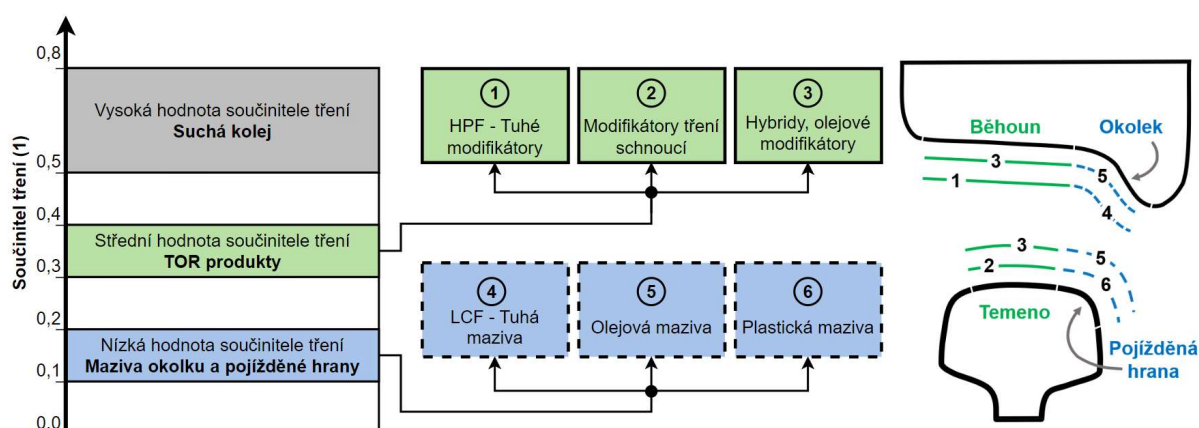 Součinitel tření (1)
0,8
0,5
0,4
0,3
0,2
0,1
0,0
Vysoká hodnota součinitele tření
Suchá kolej
Střední hodnota součinitele tření
TOR produkty
Nízká hodnota součinitele tření
Maziva okolku a pojížděné hrany
1
HPF - Tuhé
modifikátory
2
Modifikátory tření
schnoucí
3
Hybridy, olejové
modifikátory
4
LCF - Tuhá
maziva
5
Olejová maziva
6
Plastická maziva
Běhoun
Okolek
3
1
5
4
3
2
5
6
Temeno
Pojížděná
hrana